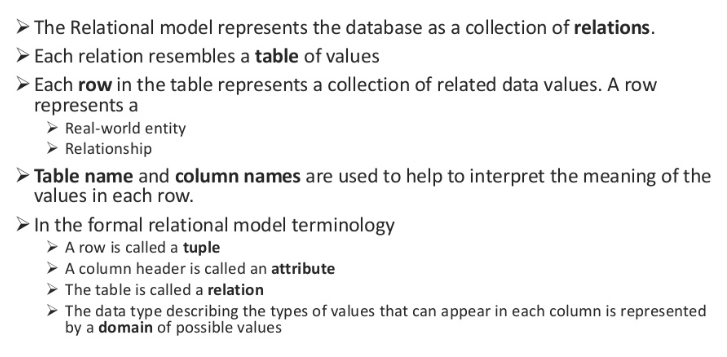 ➢ The Relational model represents the database as a collection of relations.
➢ Each relation resembles a table of values
➢ Each row in the table represents a collection of related data values. A row
represents a
➢ Real-world entity
➢ Relationship
➢ Table name and column names are used to help to interpret the meaning of the
values in each row.
➢ In the formal relational model terminology
➢ A row is called a tuple
➢ A column header is called an attribute
➢ The table is called a relation
➢ The data type describing the types of values that can appear in each column is represented
by a domain of possible values